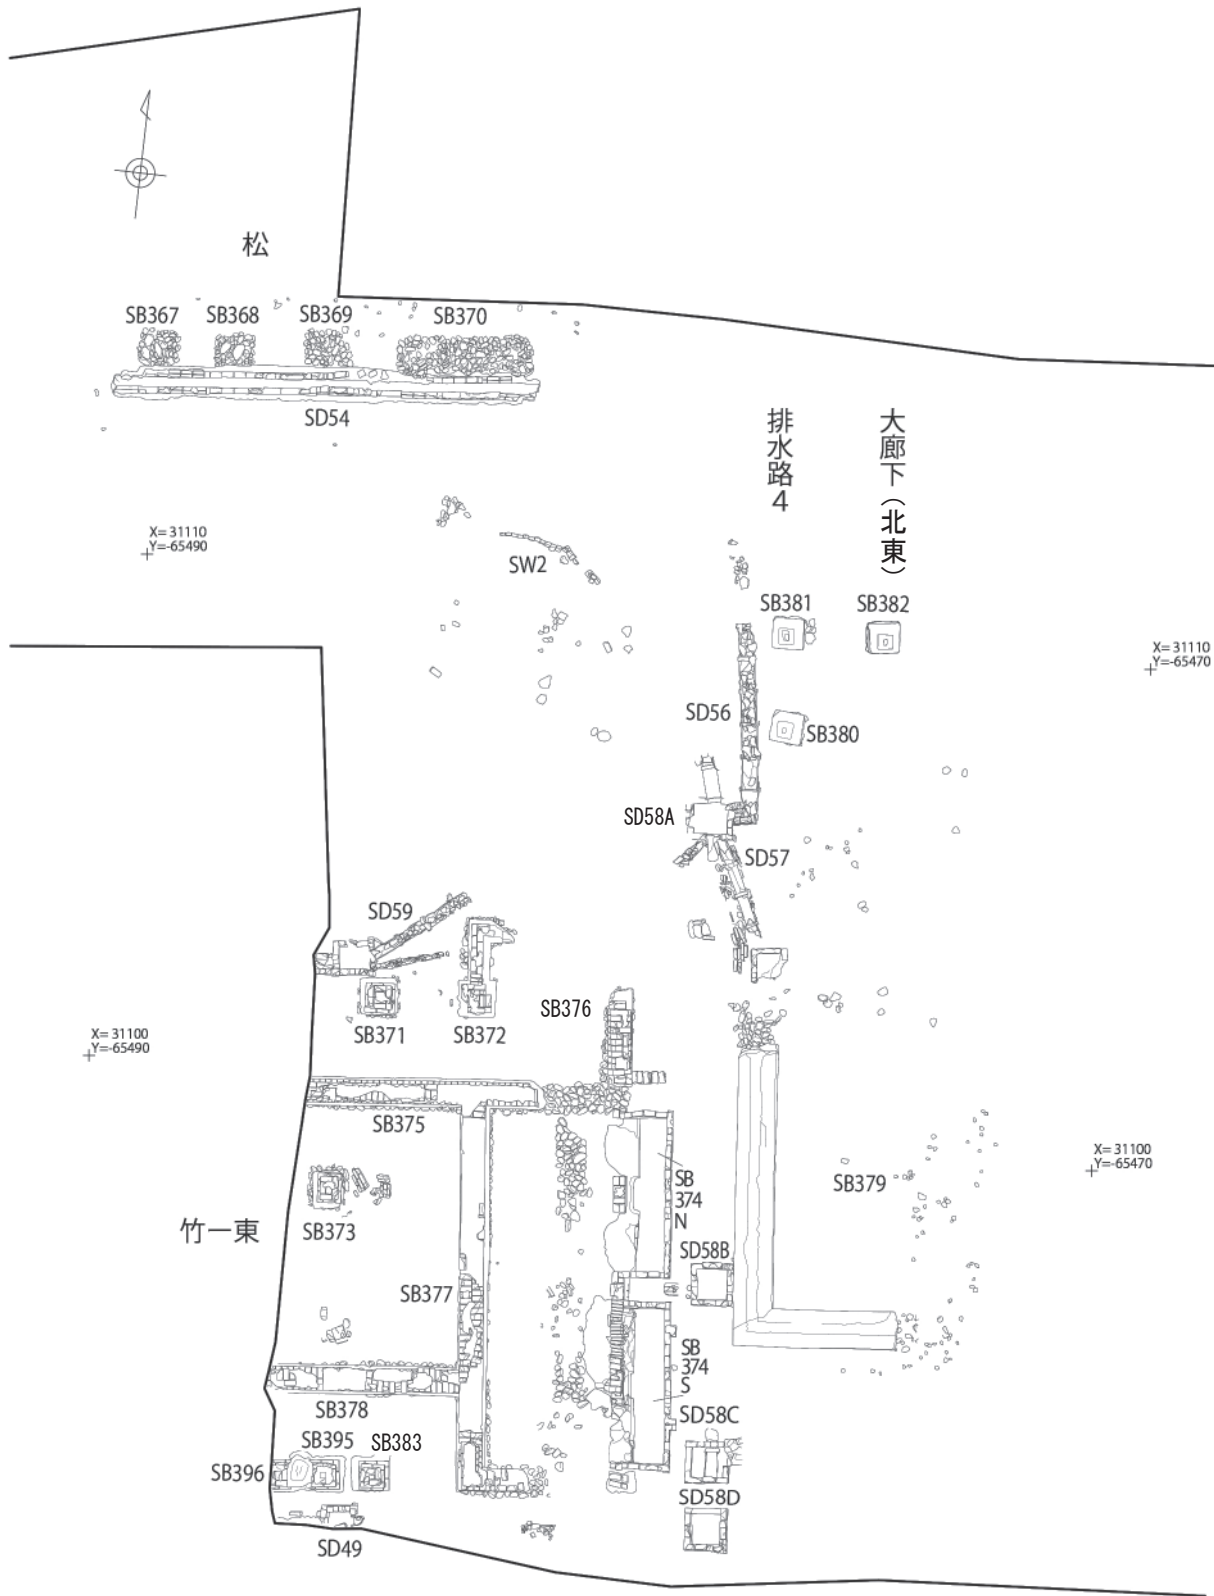 松
SB367
SB368
SB369
SB370
SD54
排水路4
大廊下(北東)
X= 31110
Y=-65490
SW2
SB381
SB382
X= 31110
Y=-65470
SD56
SB380
SD58A
SD57
SD59
SB376
SB371
SB372
X= 31100
Y=-65490
SB375
X= 31100
Y=-65470
SB
374
N
SB379
竹一東
SB373
SD58B
SB377
SB
374
S
SB378
SD58C
SB395
SB383
SB396
SD58D
SD49